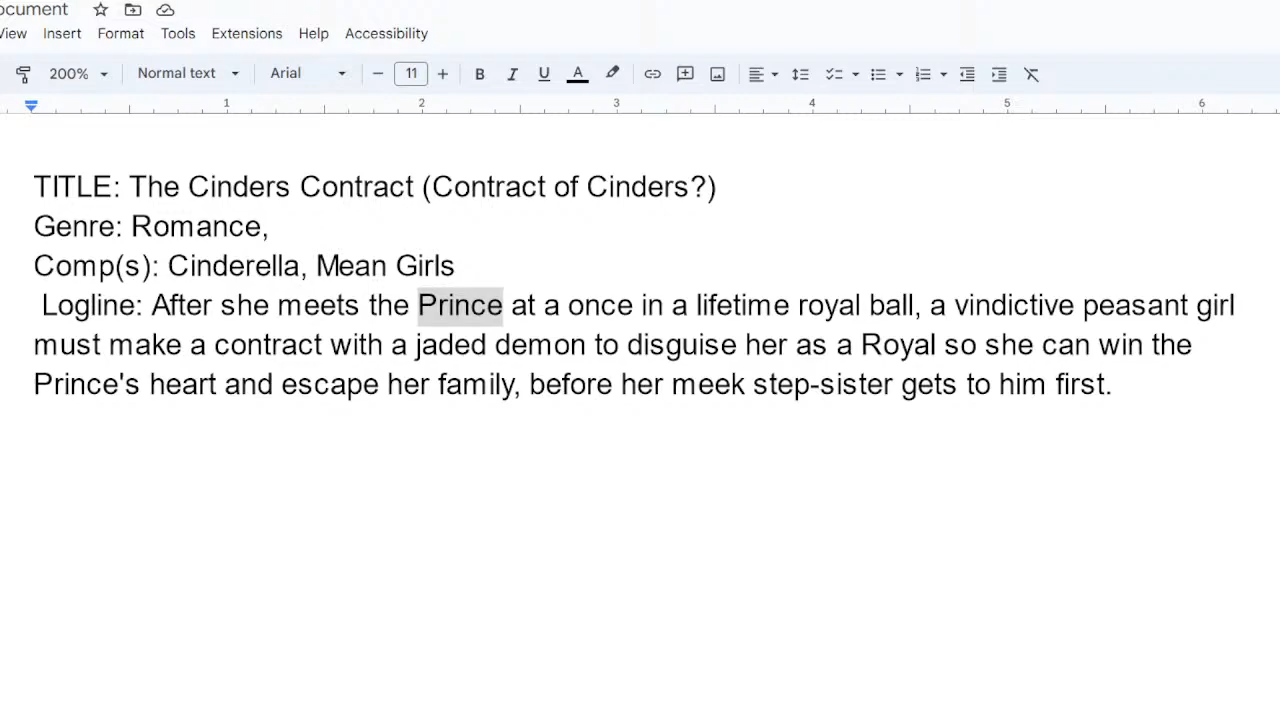 ocument
View Insert Format Tools Extensions Help Accessibility
200% Normal text Arial − 11 + B I U A
1 2 3 4 5 6
TITLE: The Cinders Contract (Contract of Cinders?)
Genre: Romance,
Comp(s): Cinderella, Mean Girls
Logline: After she meets the Prince at a once in a lifetime royal ball, a vindictive peasant girl
must make a contract with a jaded demon to disguise her as a Royal so she can win the
Prince's heart and escape her family, before her meek step-sister gets to him first.